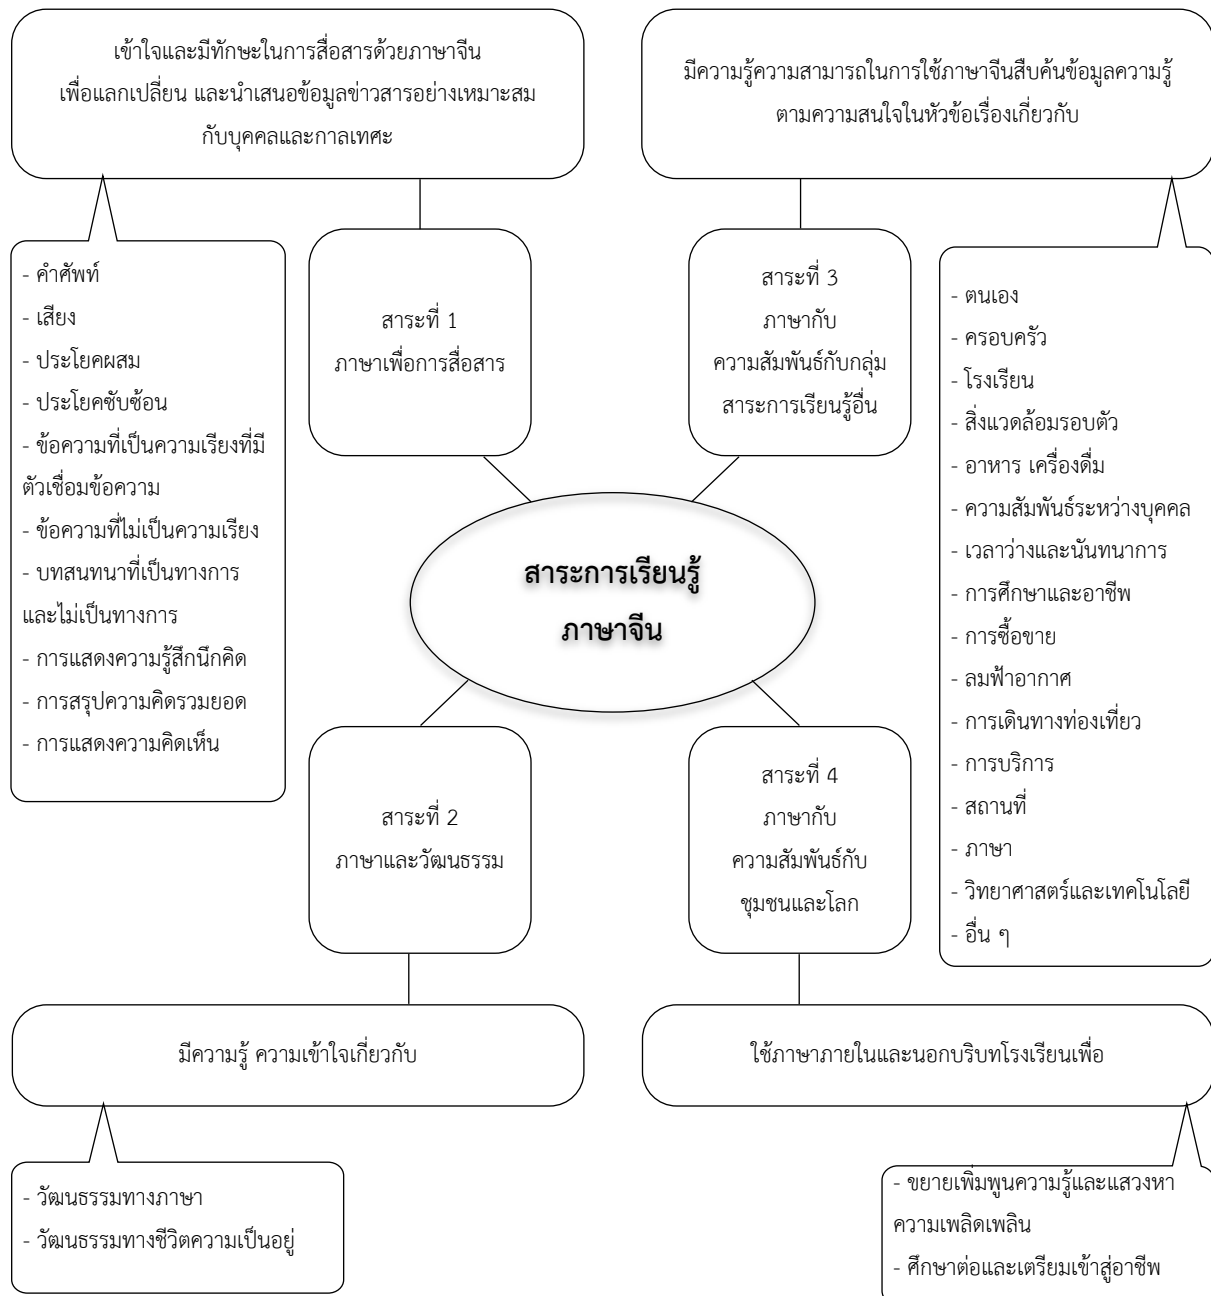 เข้าใจและมีทักษะในการสื่อสารด้วยภาษาจีน
เพื่อแลกเปลี่ยน และนำเสนอข้อมูลข่าวสารอย่างเหมาะสม
กับบุคคลและกาลเทศะ
มีความรู้ความสามารถในการใช้ภาษาจีนสืบค้นข้อมูลความรู้
ตามความสนใจในหัวข้อเรื่องเกี่ยวกับ
- คำศัพท์
- เสียง
- ประโยคผสม
- ประโยคซับซ้อน
- ข้อความที่เป็นความเรียงที่มี
ตัวเชื่อมข้อความ
- ข้อความที่ไม่เป็นความเรียง
- บทสนทนาที่เป็นทางการ
และไม่เป็นทางการ
- การแสดงความรู้สึกนึกคิด
- การสรุปความคิดรวมยอด
- การแสดงความคิดเห็น
สาระที่ 1
ภาษาเพื่อการสื่อสาร
สาระที่ 3
ภาษากับ
ความสัมพันธ์กับกลุ่ม
สาระการเรียนรู้อื่น
- ตนเอง
- ครอบครัว
- โรงเรียน
- สิ่งแวดล้อมรอบตัว
- อาหาร เครื่องดื่ม
- ความสัมพันธ์ระหว่างบุคคล
- เวลาว่างและนันทนาการ
- การศึกษาและอาชีพ
- การซื้อขาย
- ลมฟ้าอากาศ
- การเดินทางท่องเที่ยว
- การบริการ
- สถานที่
- ภาษา
- วิทยาศาสตร์และเทคโนโลยี
- อื่น ๆ
สาระการเรียนรู้
ภาษาจีน
สาระที่ 2
ภาษาและวัฒนธรรม
สาระที่ 4
ภาษากับ
ความสัมพันธ์กับ
ชุมชนและโลก
มีความรู้ ความเข้าใจเกี่ยวกับ
ใช้ภาษาภายในและนอกบริบทโรงเรียนเพื่อ
- วัฒนธรรมทางภาษา
- วัฒนธรรมทางชีวิตความเป็นอยู่
- ขยายเพิ่มพูนความรู้และแสวงหา
ความเพลิดเพลิน
- ศึกษาต่อและเตรียมเข้าสู่อาชีพ